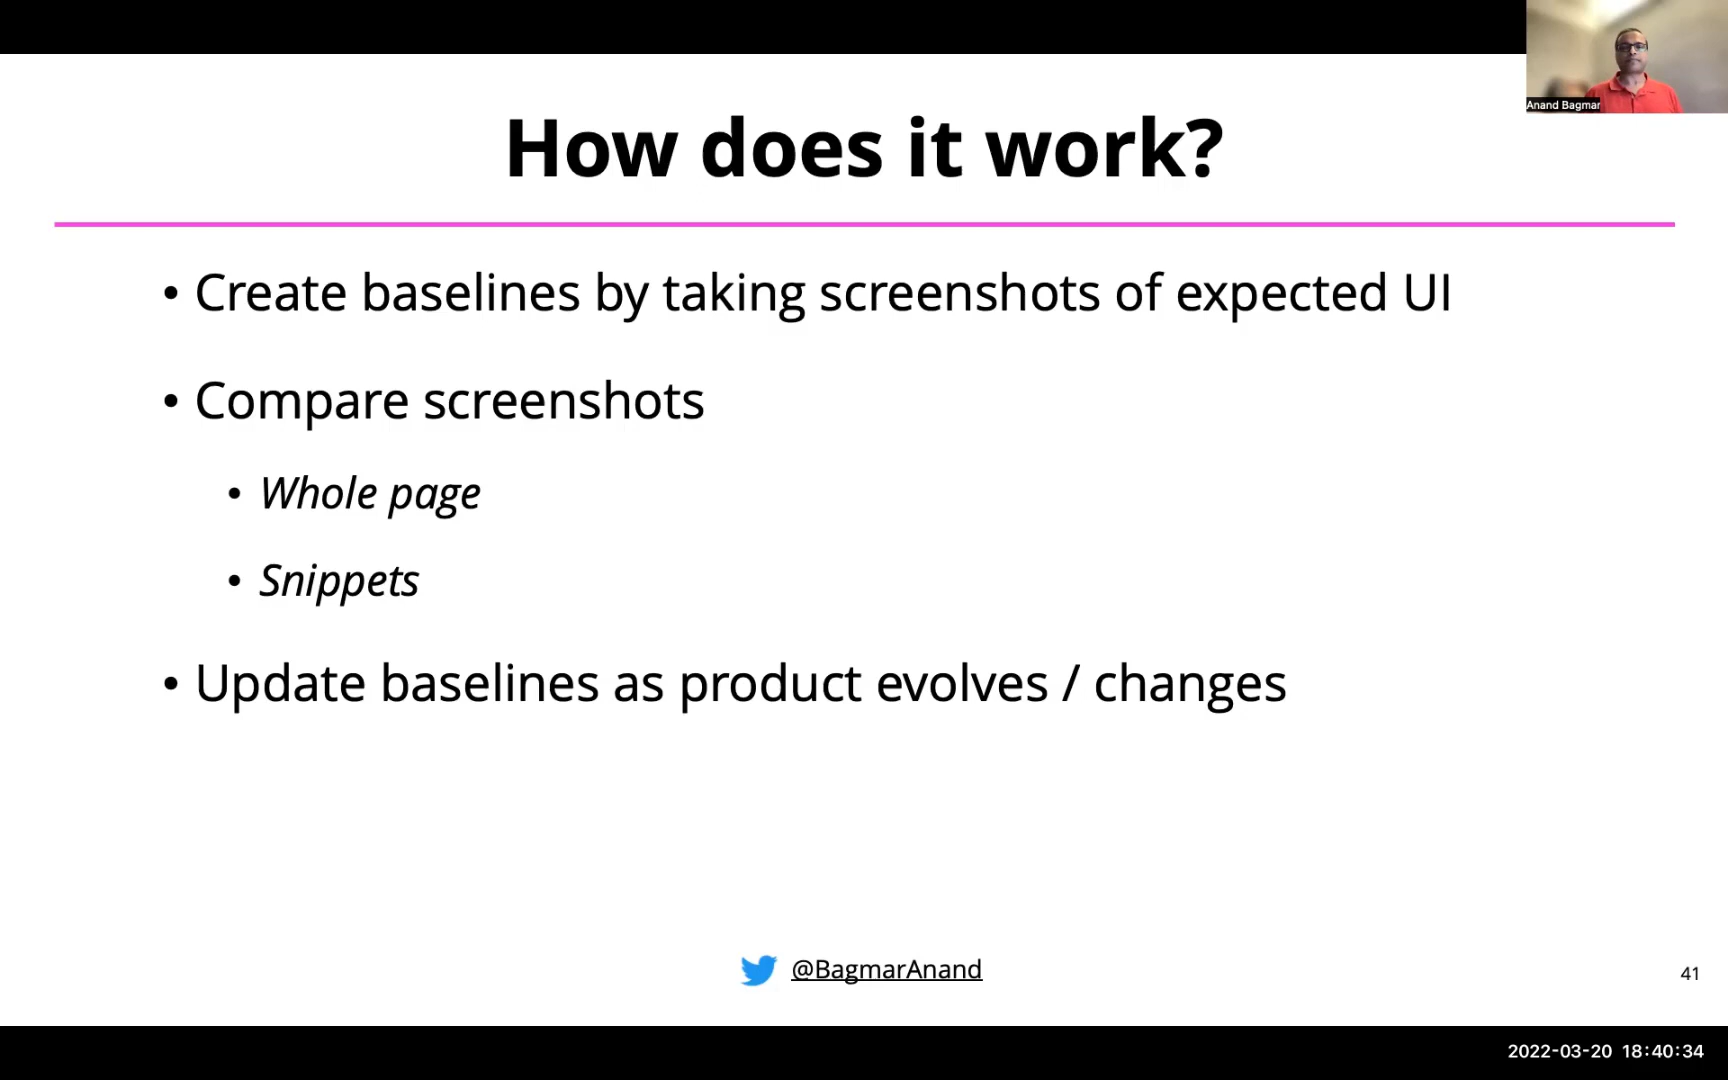 Anand Bagmar
How does it work?
• Create baselines by taking screenshots of expected UI
• Compare screenshots
• Whole page
• Snippets
• Update baselines as product evolves / changes
@BagmarAnand
41
2022-03-20 18:40:34